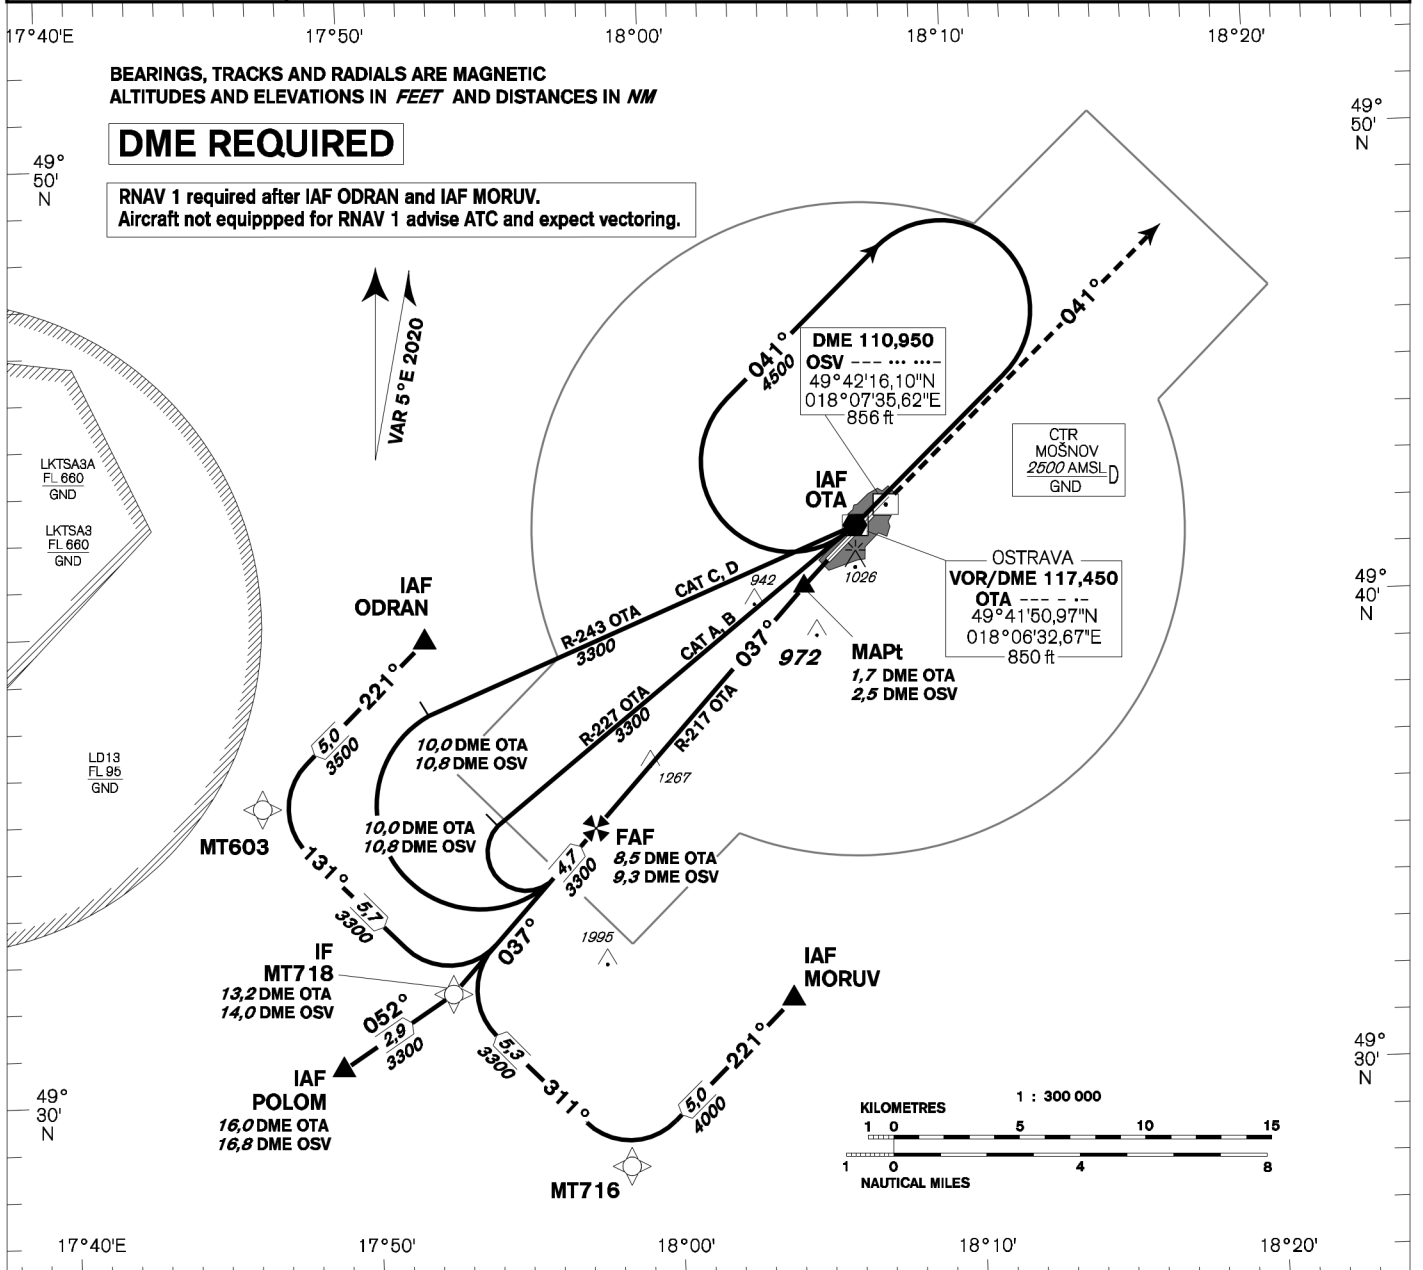 17°40'E
17°50'
18°00'
18°10'
18°20'
BEARINGS, TRACKS AND RADIALS ARE MAGNETIC
ALTITUDES AND ELEVATIONS IN FEET AND DISTANCES IN NM
DME REQUIRED
RNAV 1 required after IAF ODRAN and IAF MORUV.
Aircraft not equippped for RNAV 1 advise ATC and expect vectoring.
49°
50'
N
49°
50'
N
VAR 5°E 2020
041°
4500
041°
DME 110,950
OSV --- ··· ···-
49°42'16,10"N
018°07'35,62"E
856 ft
CTR
MOŠNOV
2500 AMSL
GND
D
LKTSA3A
FL 660
GND
LKTSA3
FL 660
GND
IAF
OTA
OSTRAVA
VOR/DME 117,450
OTA --- - ·-
49°41'50,97"N
018°06'32,67"E
850 ft
1026
942
972
49°
40'
N
IAF
ODRAN
CAT C, D
R-243 OTA
3300
CAT A, B
R-227 OTA
3300
037°
R-217 OTA
MAPt
1,7 DME OTA
2,5 DME OSV
221°
5,0
3500
10,0 DME OTA
10,8 DME OSV
1267
LD13
FL 95
GND
MT603
10,0 DME OTA
10,8 DME OSV
FAF
8,5 DME OTA
9,3 DME OSV
4,7
3300
131°
5,7
3300
037°
1995
IF
MT718
13,2 DME OTA
14,0 DME OSV
IAF
MORUV
052°
2,9
3300
5,3
3300
221°
5,0
4000
311°
IAF
POLOM
16,0 DME OTA
16,8 DME OSV
49°
30'
N
49°
30'
N
MT716
1 : 300 000
KILOMETRES
1 0 5 10 15
1 0 4 8
NAUTICAL MILES
17°40'E
17°50'
18°00'
18°10'
18°20'